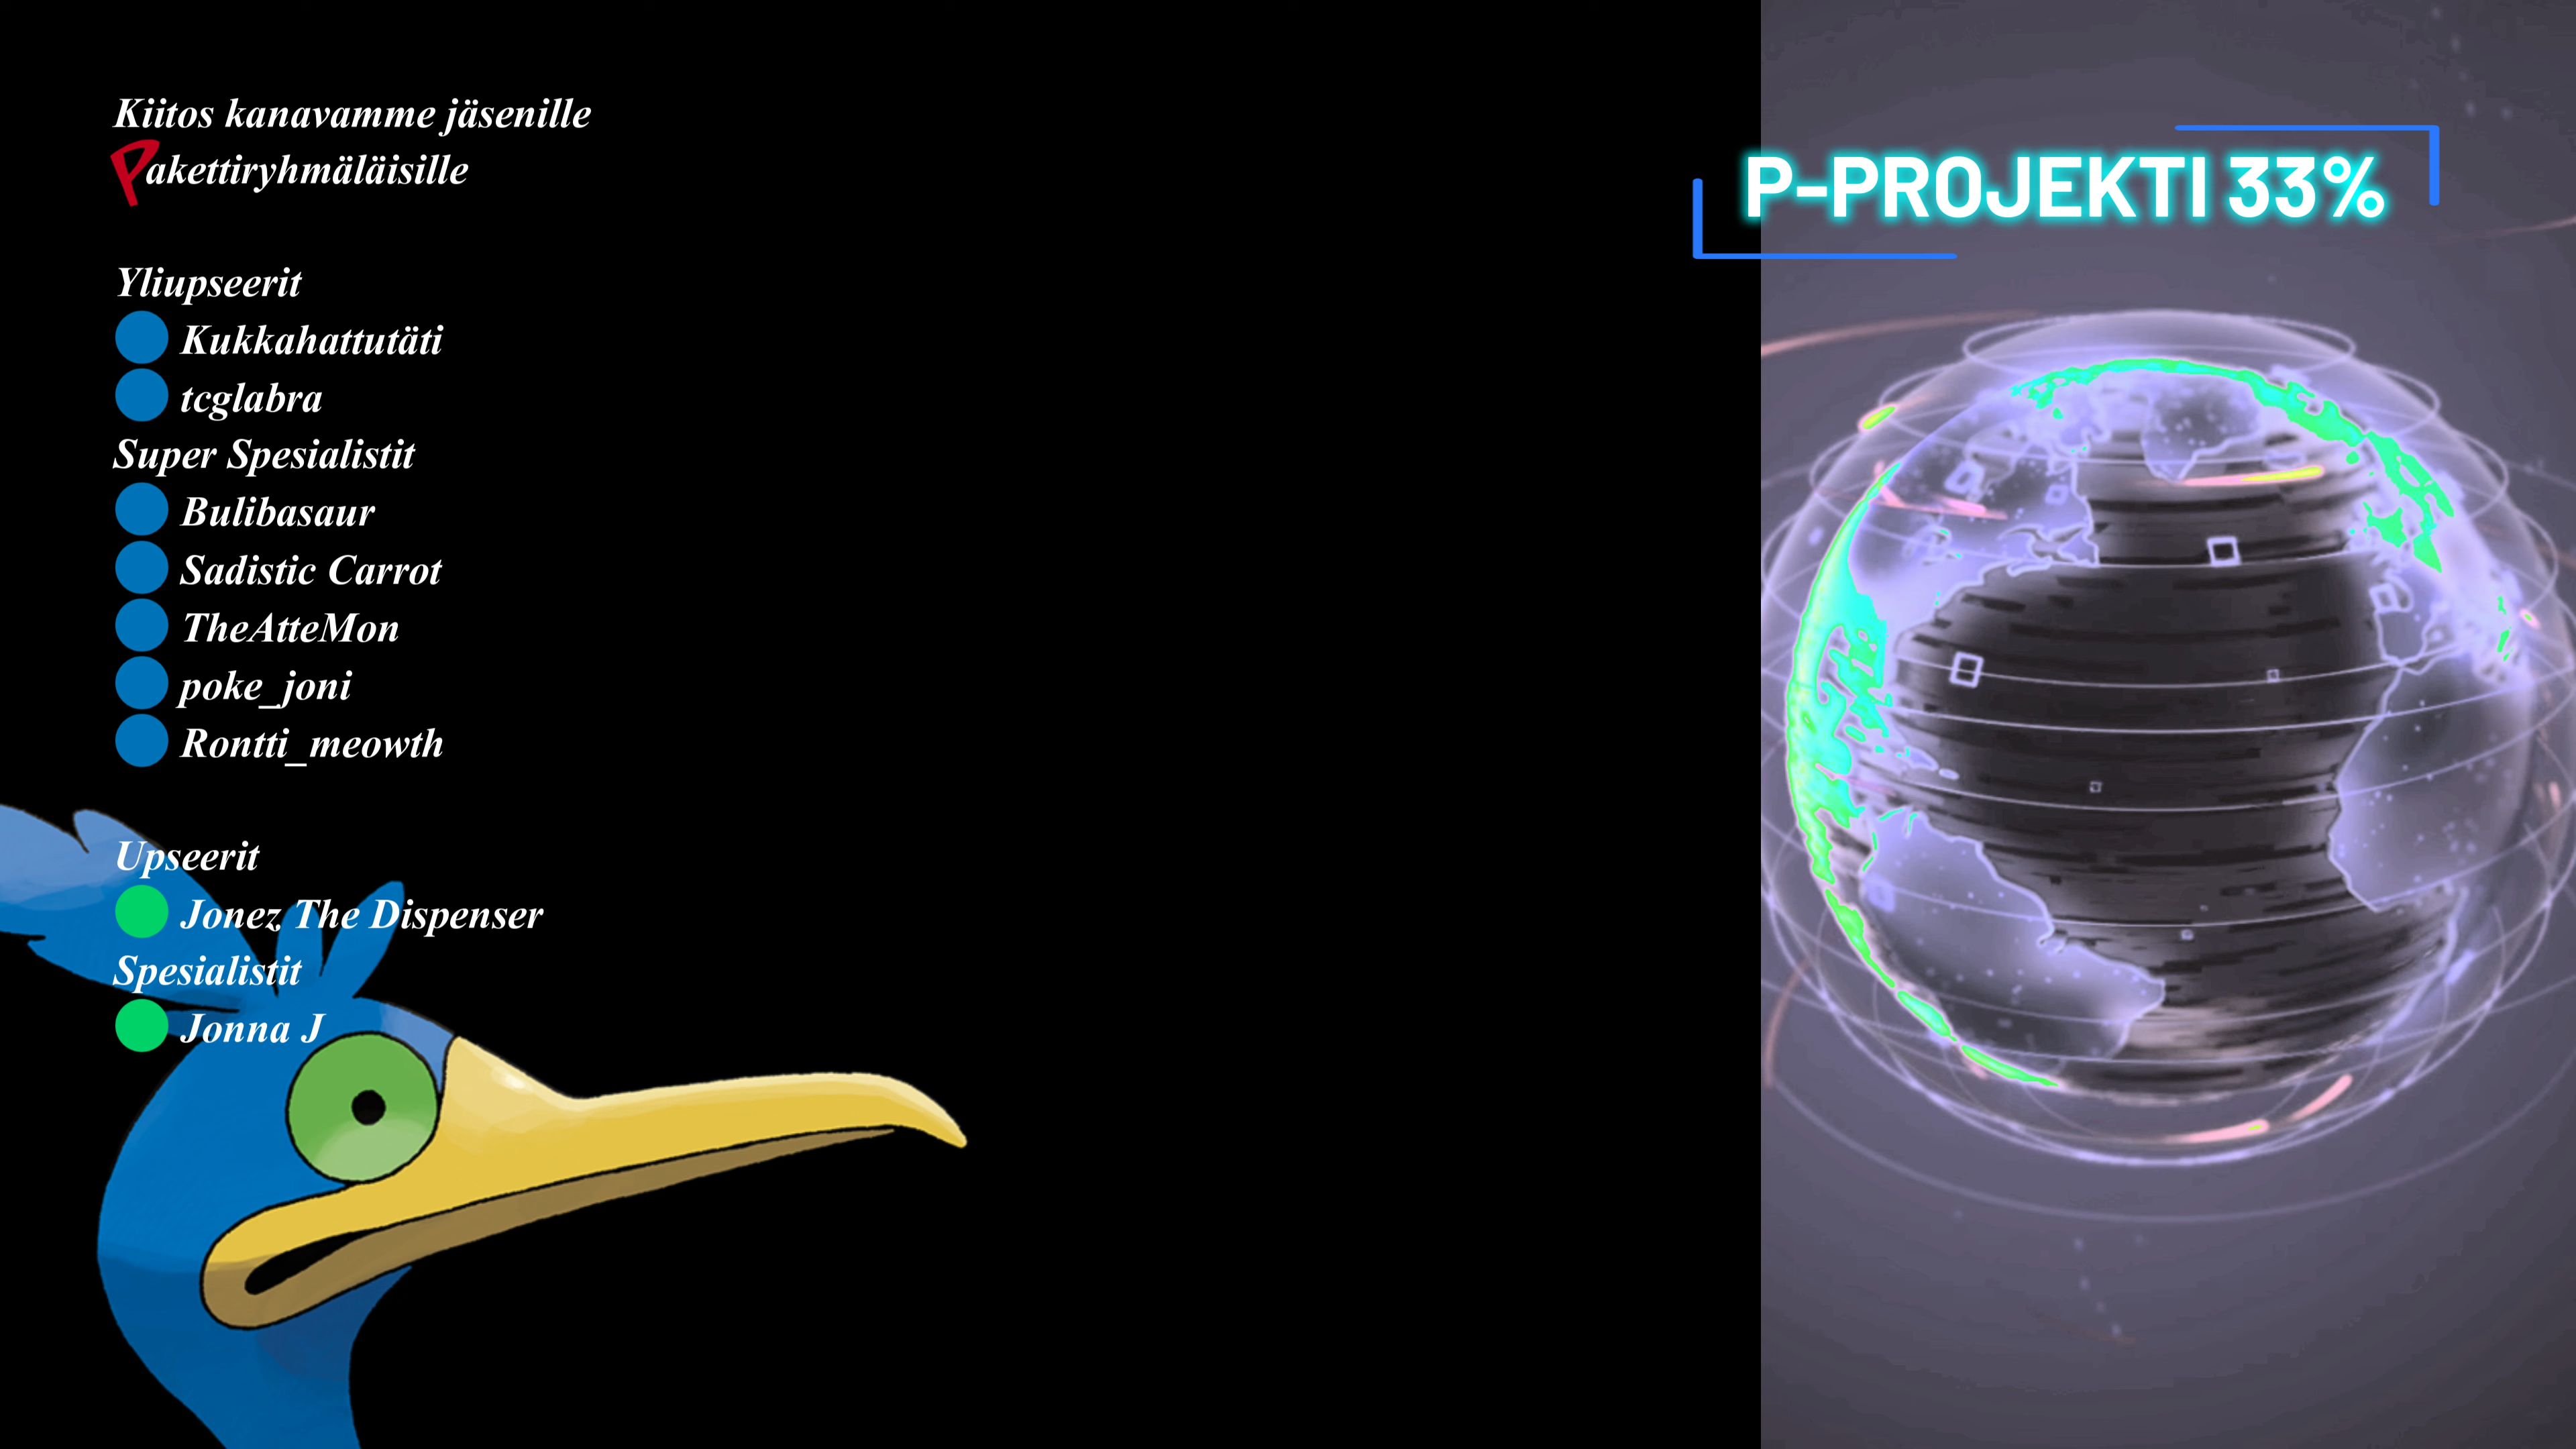 Kiitos kanavamme jäsenille
Pakettiryhmäläisille
P-PROJEKTI 33%
Yliupseerit
Kukkahattutäti
tcglabra
Super Spesialistit
Bulibasaur
Sadistic Carrot
TheAtteMon
poke_joni
Rontti_meowth
Upseerit
Jonez The Dispenser
Spesialistit
Jonna J